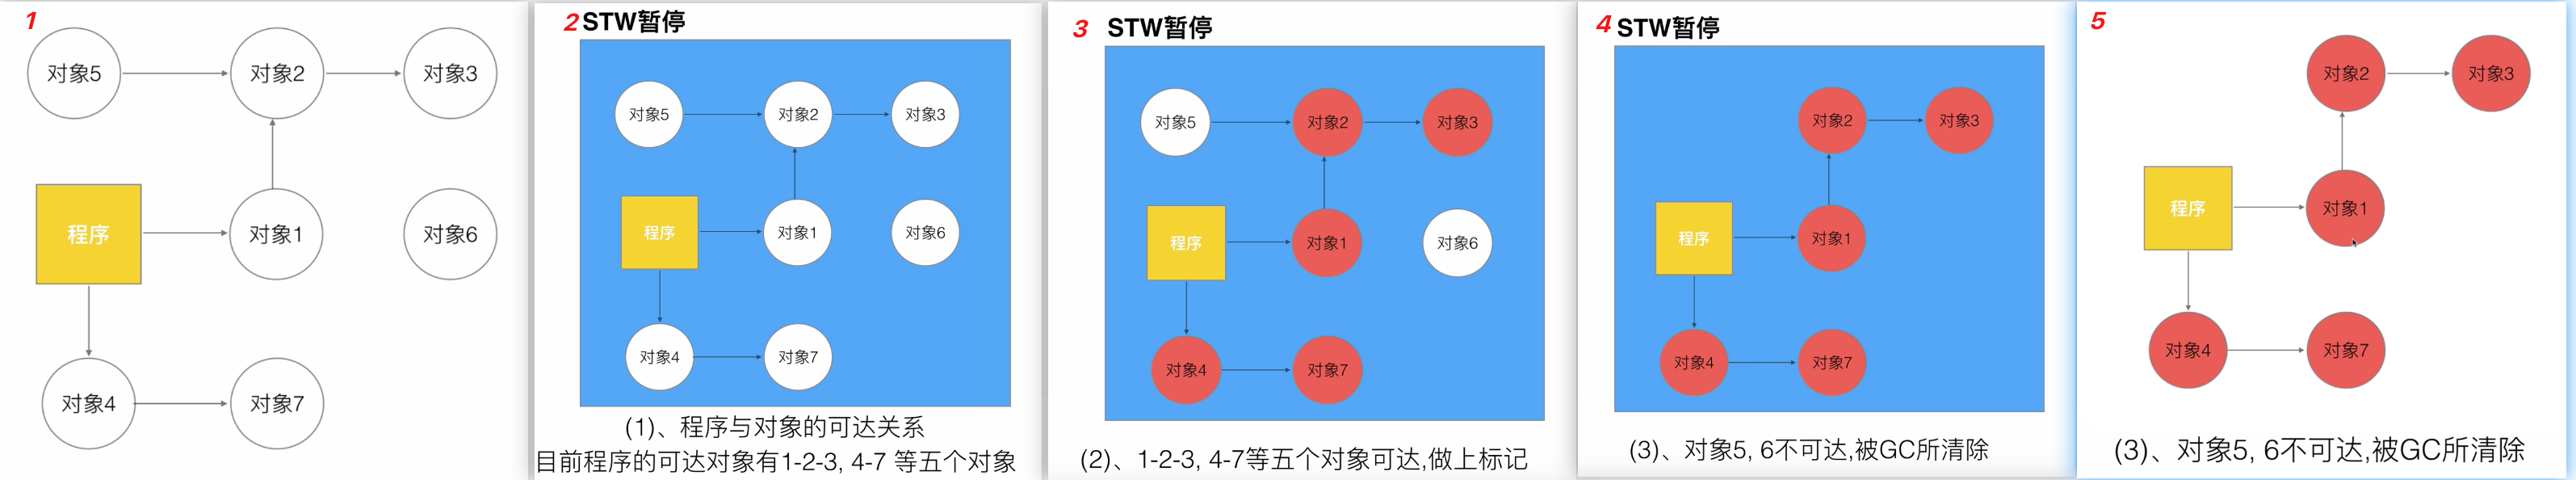 1
对象5
对象2
对象3
程序
对象1
对象6
对象4
对象7
2 STW暂停
对象5
对象2
对象3
程序
对象1
对象6
对象4
对象7
(1)、程序与对象的可达关系
目前程序的可达对象有1-2-3, 4-7 等五个对象
3 STW暂停
对象5
对象2
对象3
程序
对象1
对象6
对象4
对象7
(2)、1-2-3, 4-7等五个对象可达,做上标记
4 STW暂停
对象2
对象3
程序
对象1
对象4
对象7
(3)、对象5, 6不可达,被GC所清除
5
对象2
对象3
程序
对象1
对象4
对象7
(3)、对象5, 6不可达,被GC所清除